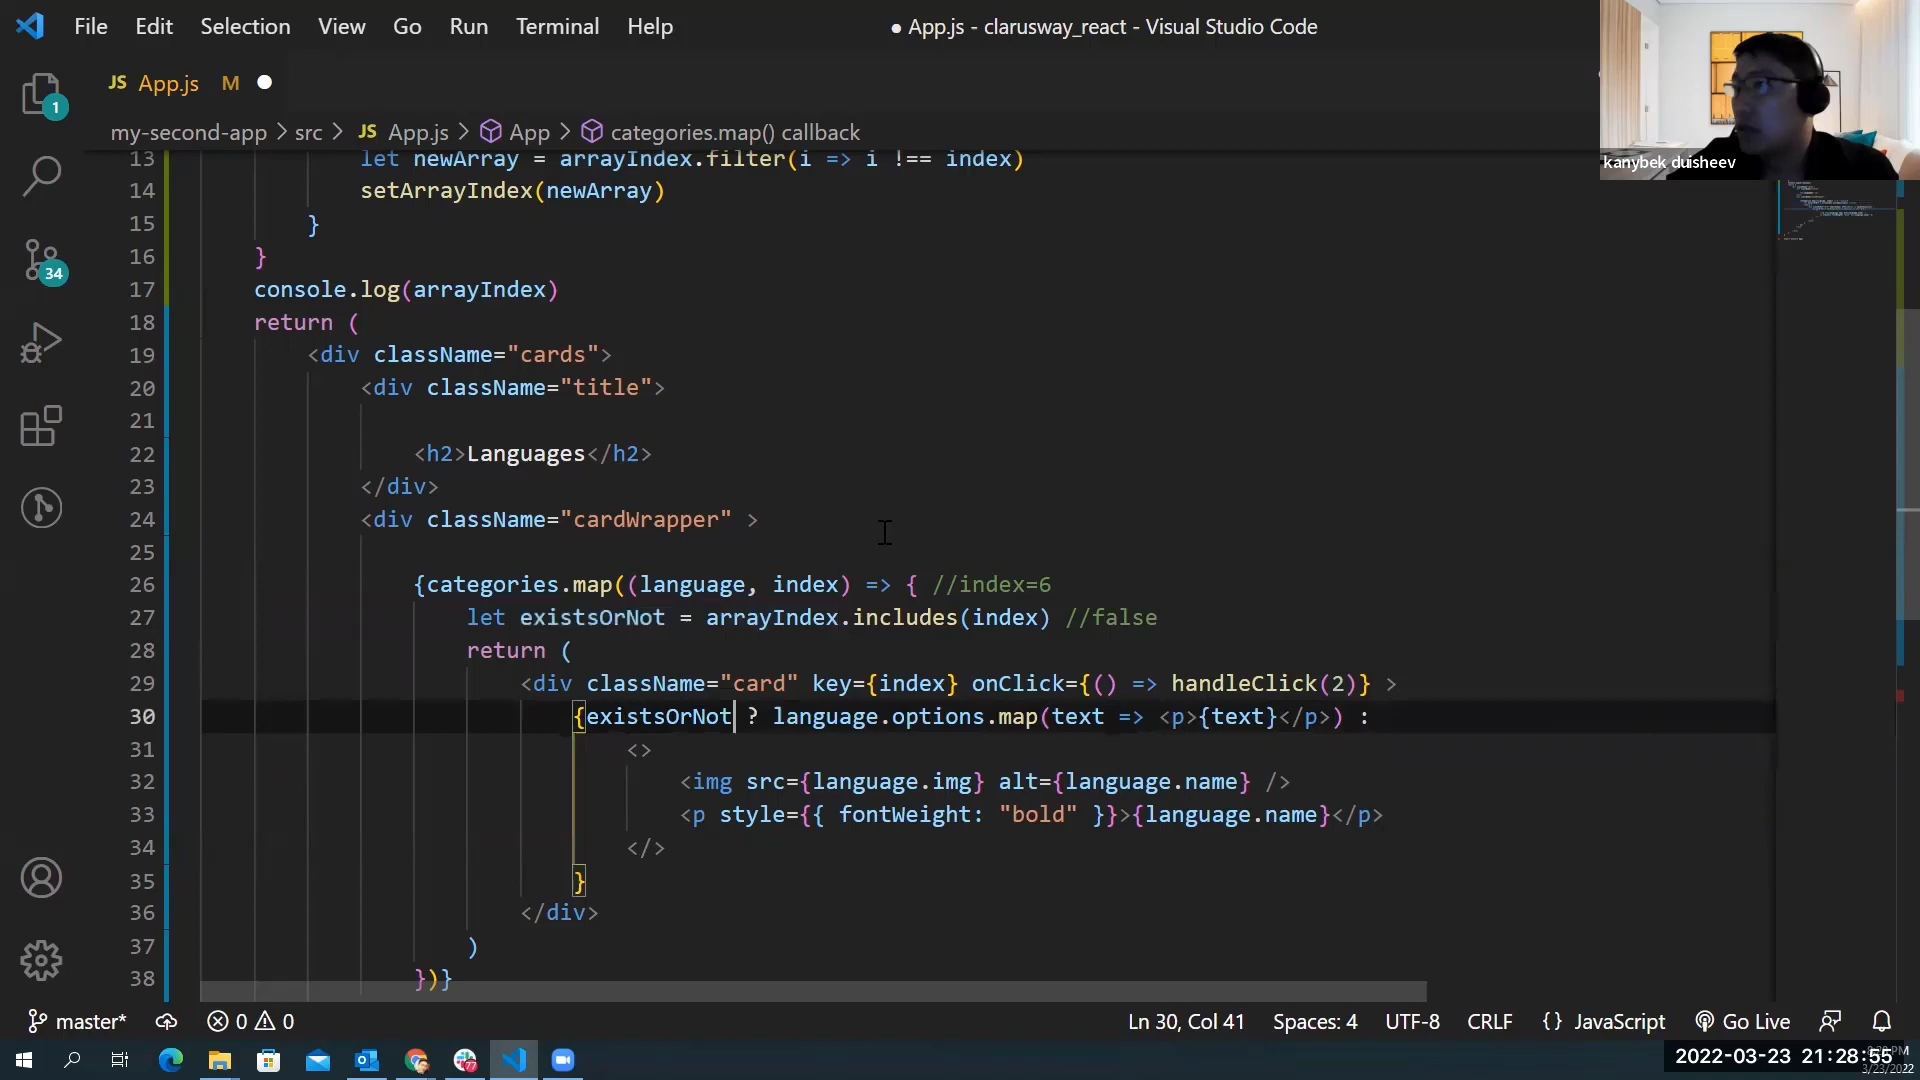 File Edit Selection View Go Run Terminal Help
● App.js - clarusway_react - Visual Studio Code
JS App.js M
1
my-second-app > src > JS App.js > App > categories.map() callback
kanybek duisheev
13 let newArray = arrayIndex.filter(i => i !== index)
14 setArrayIndex(newArray)
15 }
16 }
34
17 console.log(arrayIndex)
18 return (
19 <div className="cards">
20 <div className="title">
21
22 <h2>Languages</h2>
23 </div>
24 <div className="cardWrapper" >
25
26 {categories.map((language, index) => { //index=6
27 let existsOrNot = arrayIndex.includes(index) //false
28 return (
29 <div className="card" key={index} onClick={() => handleClick(2)} >
30 {existsOrNot ? language.options.map(text => <p>{text}</p>) :
31 <>
32 <img src={language.img} alt={language.name} />
33 <p style={{ fontWeight: "bold" }}>{language.name}</p>
34 </>
35 }
36 </div>
37 )
38 })}
master* 0 0 Ln 30, Col 41 Spaces: 4 UTF-8 CRLF {} JavaScript Go Live
77
2022-03-23 21:28:55
3/23/2022